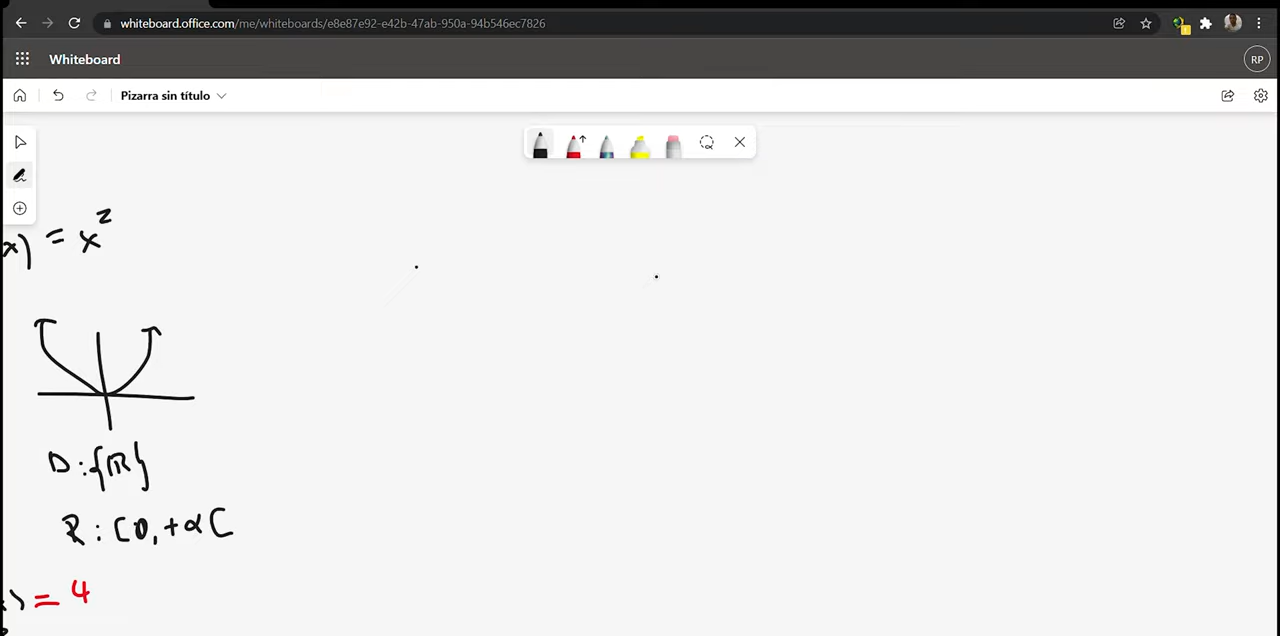 whiteboard.office.com/me/whiteboards/e8e87e92-e42b-47ab-950a-94b546ec7826
Whiteboard
RP
Pizarra sin título
x) = x²
D:{ℝ}
R: [0, +∝[
) = 4